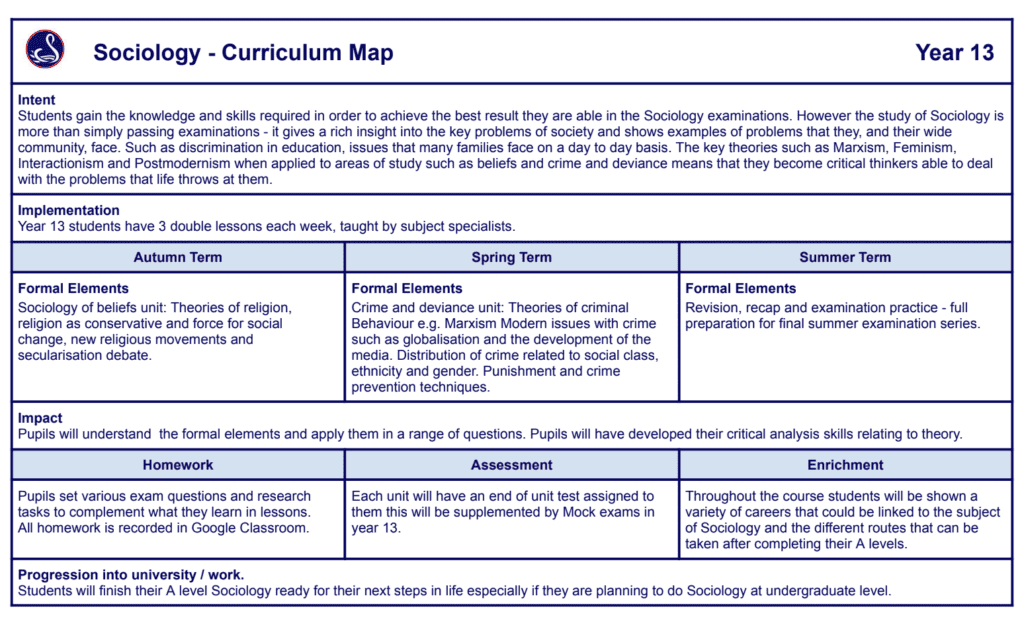 Sociology - Curriculum Map
Year 13
Intent
Students gain the knowledge and skills required in order to achieve the best result they are able in the Sociology examinations. However the study of Sociology is
more than simply passing examinations - it gives a rich insight into the key problems of society and shows examples of problems that they, and their wide
community, face. Such as discrimination in education, issues that many families face on a day to day basis. The key theories such as Marxism, Feminism,
Interactionism and Postmodernism when applied to areas of study such as beliefs and crime and deviance means that they become critical thinkers able to deal
with the problems that life throws at them.
Implementation
Year 13 students have 3 double lessons each week, taught by subject specialists.
Autumn Term
Spring Term
Summer Term
Formal Elements
Sociology of beliefs unit: Theories of religion,
religion as conservative and force for social
change, new religious movements and
secularisation debate.
Formal Elements
Crime and deviance unit: Theories of criminal
Behaviour e.g. Marxism Modern issues with crime
such as globalisation and the development of the
media. Distribution of crime related to social class,
ethnicity and gender. Punishment and crime
prevention techniques.
Formal Elements
Revision, recap and examination practice - full
preparation for final summer examination series.
Impact
Pupils will understand  the formal elements and apply them in a range of questions. Pupils will have developed their critical analysis skills relating to theory.
Homework
Assessment
Enrichment
Pupils set various exam questions and research
tasks to complement what they learn in lessons.
All homework is recorded in Google Classroom.
Each unit will have an end of unit test assigned to
them this will be supplemented by Mock exams in
year 13.
Throughout the course students will be shown a
variety of careers that could be linked to the subject
of Sociology and the different routes that can be
taken after completing their A levels.
Progression into university / work.
Students will finish their A level Sociology ready for their next steps in life especially if they are planning to do Sociology at undergraduate level.